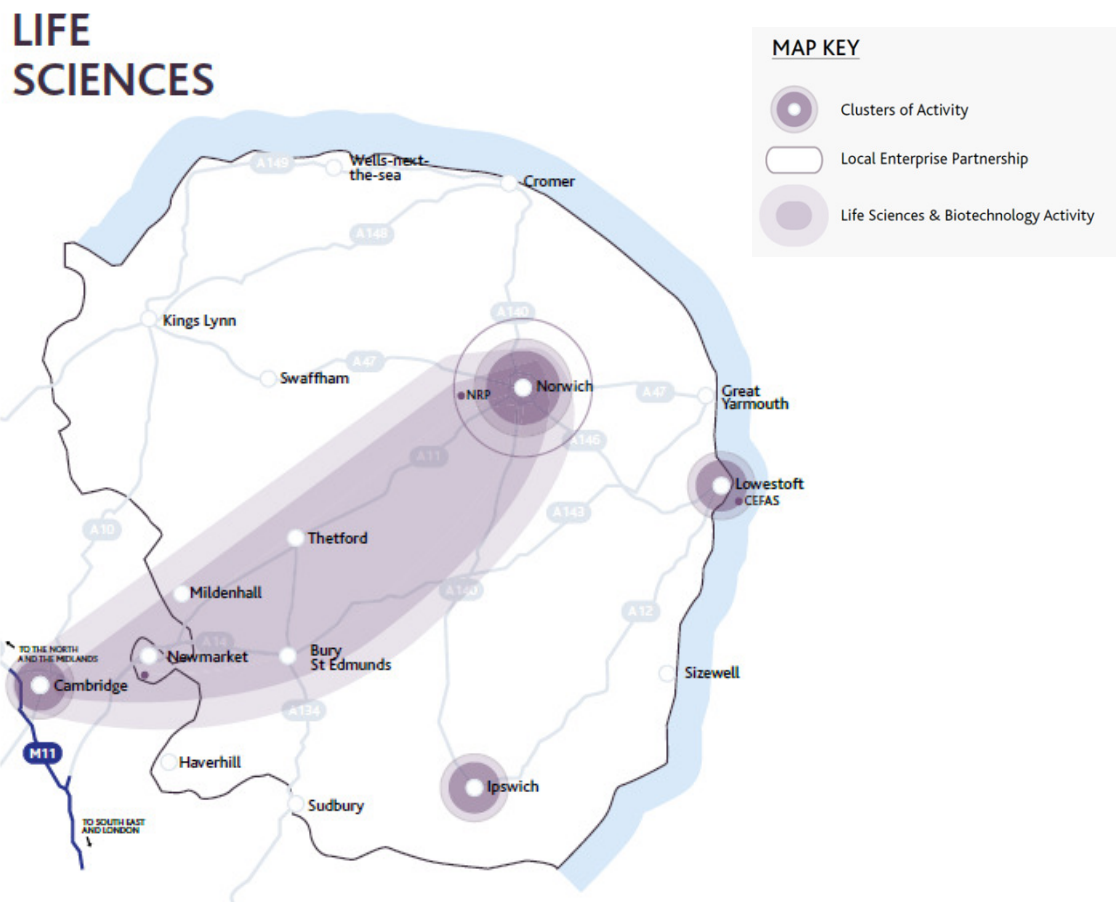 LIFE
SCIENCES
MAP KEY
Clusters of Activity
Local Enterprise Partnership
Life Sciences & Biotechnology Activity
A149
Wells-next-
the-sea
Cromer
A148
A140
Kings Lynn
A47
Swaffham
Norwich
NRP
A47
Great
Yarmouth
A146
A11
Lowestoft
CEFAS
A143
A10
Thetford
A140
Mildenhall
A12
A14
TO THE NORTH
AND THE MIDLANDS
Newmarket
Bury
St Edmunds
Sizewell
Cambridge
A134
M11
Haverhill
Ipswich
Sudbury
TO SOUTH EAST
AND LONDON